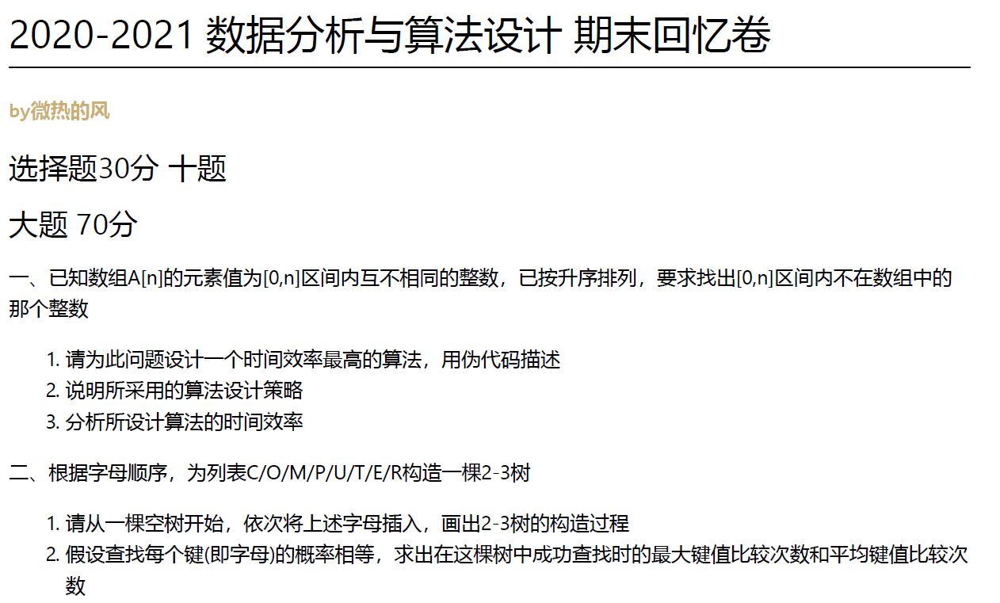 2020-2021 数据分析与算法设计 期末回忆卷
by微热的风
选择题30分 十题
大题 70分
一、已知数组A[n]的元素值为[0,n]区间内互不相同的整数，已按升序排列，要求找出[0,n]区间内不在数组中的
那个整数
1. 请为此问题设计一个时间效率最高的算法，用伪代码描述
2. 说明所采用的算法设计策略
3. 分析所设计算法的时间效率
二、根据字母顺序，为列表C/O/M/P/U/T/E/R构造一棵2-3树
1. 请从一棵空树开始，依次将上述字母插入，画出2-3树的构造过程
2. 假设查找每个键(即字母)的概率相等，求出在这棵树中成功查找时的最大键值比较次数和平均键值比较次
数